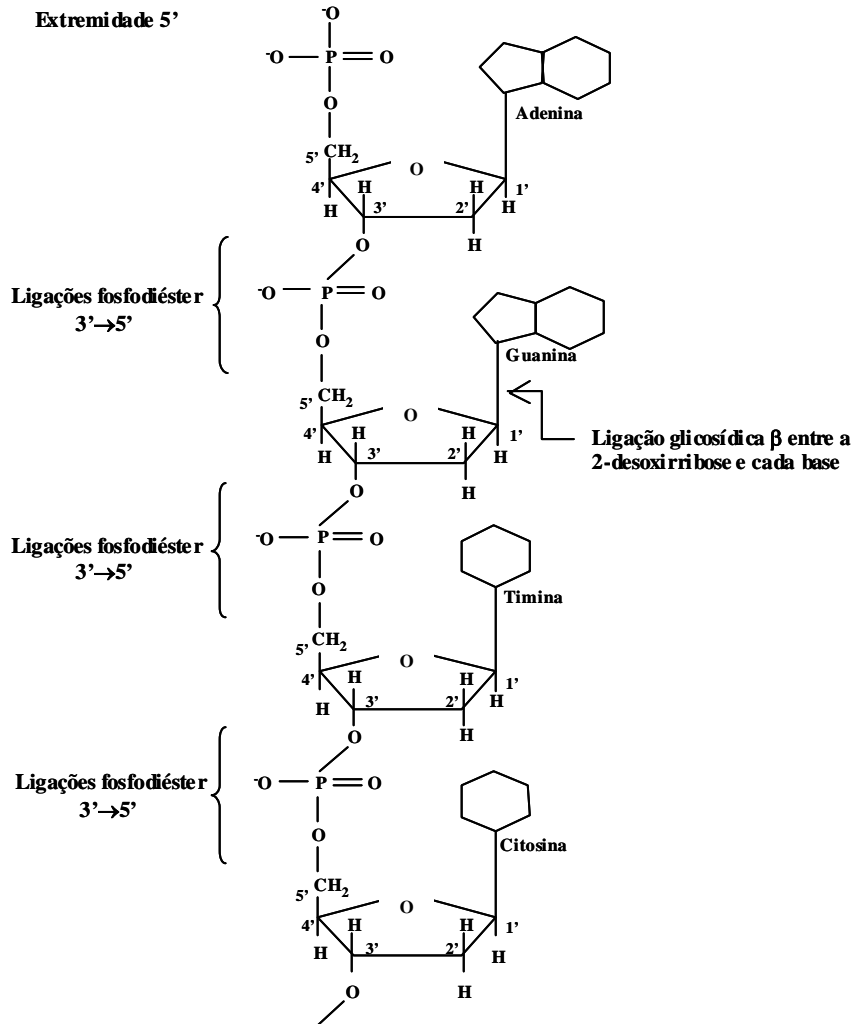 Extremidade 5’
-O
-O P O
O
Adenina
5’ CH2
O
4’ H H 1’
H 3’ 2’ H
O H
Ligações fosfodiéster
3’→5’
-O P O
O
Guanina
5’ CH2
O
4’ H H 1’
H 3’ 2’ H
O H
Ligação glicosídica β entre a
2-desoxirribose e cada base
Ligações fosfodiéster
3’→5’
-O P O
O
Timina
5’ CH2
O
4’ H H 1’
H 3’ 2’ H
O H
Ligações fosfodiéster
3’→5’
-O P O
O
Citosina
5’ CH2
O
4’ H H 1’
H 3’ 2’ H
O H